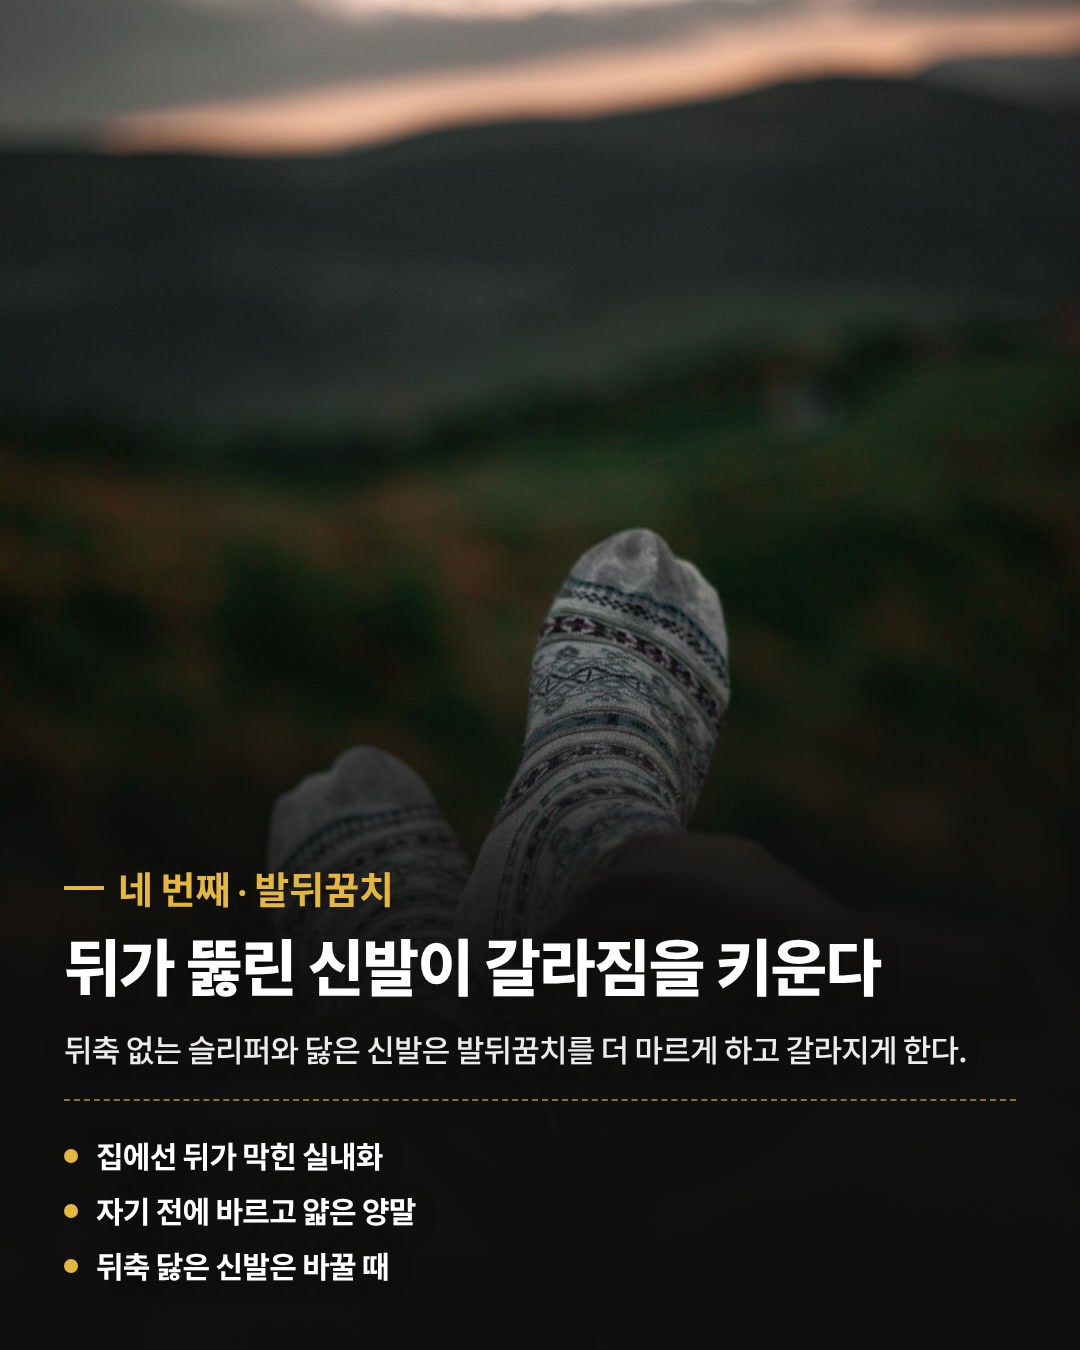 네 번째 · 발뒤꿈치
뒤가 뚫린 신발이 갈라짐을 키운다
뒤축 없는 슬리퍼와 닳은 신발은 발뒤꿈치를 더 마르게 하고 갈라지게 한다.
집에선 뒤가 막힌 실내화
자기 전에 바르고 얇은 양말
뒤축 닳은 신발은 바꿀 때